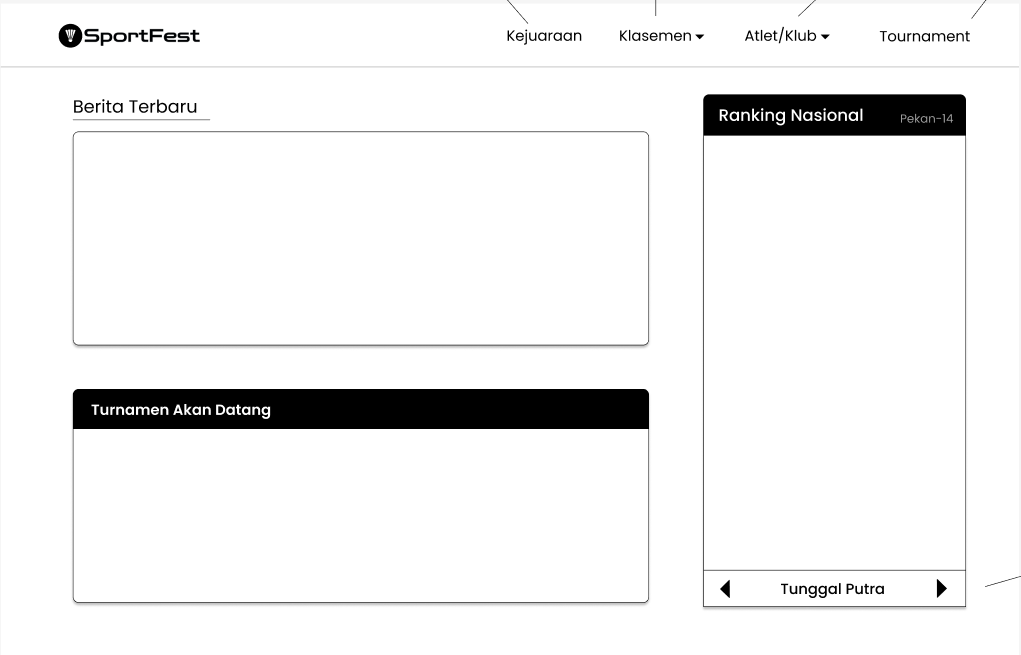 SportFest
Kejuaraan
Klasemen
Atlet/Klub
Tournament
Berita Terbaru
Ranking Nasional
Pekan-14
Turnamen Akan Datang
Tunggal Putra